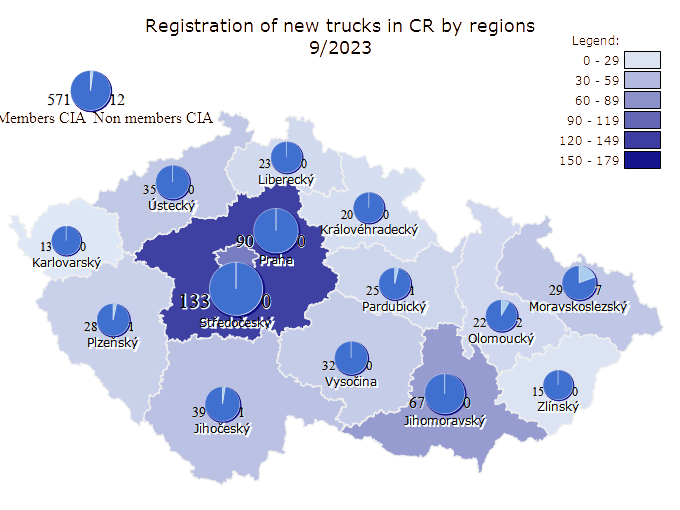 Registration of new trucks in CR by regions
9/2023
Legend:
0 - 29
30 - 59
60 - 89
90 - 119
120 - 149
150 - 179
571 12
Members CIA Non members CIA
23 0
Liberecký
35 0
Ústecký
20 0
Královéhradecký
13 0
Karlovarský
90 0
Praha
133 0
Středočeský
25 1
Pardubický
29 7
Moravskoslezský
28 1
Plzeňský
22 2
Olomoucký
32 0
Vysočina
15 0
Zlínský
39 1
Jihočeský
67 0
Jihomoravský